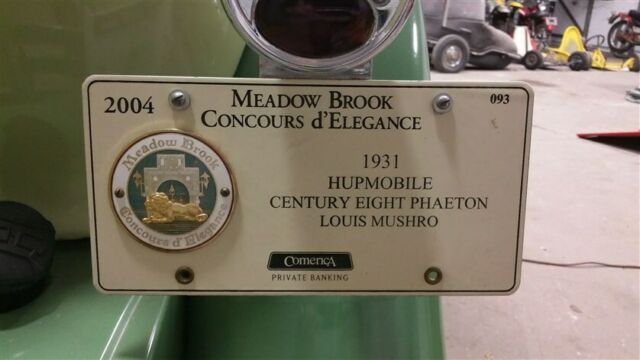 2004
MEADOW BROOK
CONCOURS d'ELEGANCE
093
Meadow Brook
Concours d'Elegance
1931
HUPMOBILE
CENTURY EIGHT PHAETON
LOUIS MUSHRO
ComericA
PRIVATE BANKING